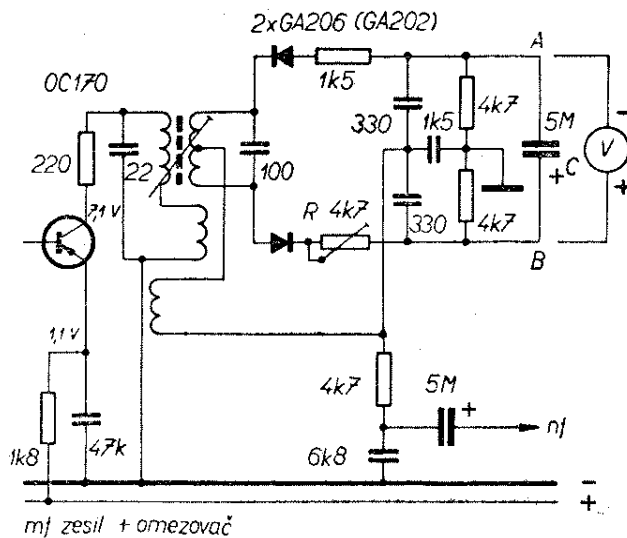 2xGA206 (GA202)
A
OC170
1k5
330
1k5
4k7
5M
-
220
22
100
V
C
+
+
7,1 V
R 4k7
330
4k7
B
1,1 V
4k7
5M
+
nf
1k8
47k
6k8
-
+
mf zesil + omezovač